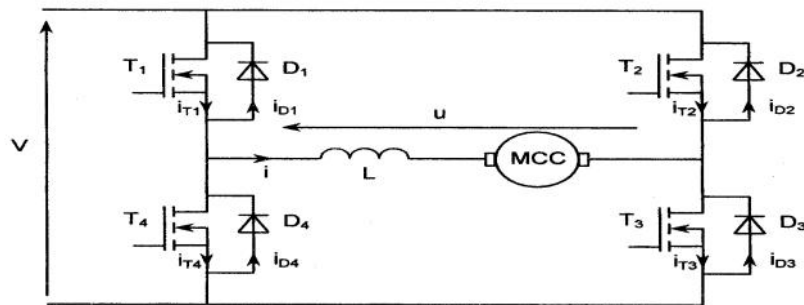 T1 D1 T2 D2
iT1 iD1 iT2 iD2
u
V
i L MCC
T4 D4 T3 D3
iT4 iD4 iT3 iD3